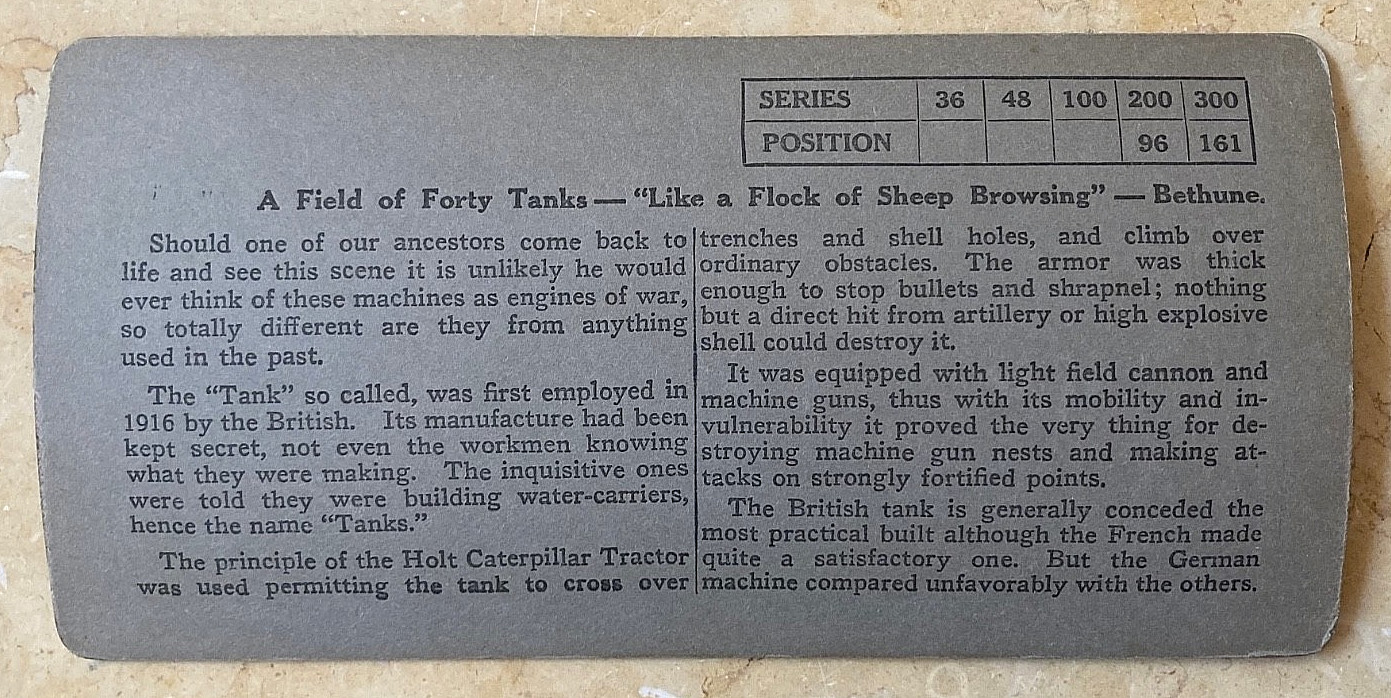 SERIES 36 48 100 200 300
POSITION 96 161
A Field of Forty Tanks — “Like a Flock of Sheep Browsing” — Bethune.
Should one of our ancestors come back to
life and see this scene it is unlikely he would
ever think of these machines as engines of war,
so totally different are they from anything
used in the past.
The “Tank” so called, was first employed in
1916 by the British. Its manufacture had been
kept secret, not even the workmen knowing
what they were making. The inquisitive ones
were told they were building water-carriers,
hence the name “Tanks.”
The principle of the Holt Caterpillar Tractor
was used permitting the tank to cross over
trenches and shell holes, and climb over
ordinary obstacles. The armor was thick
enough to stop bullets and shrapnel; nothing
but a direct hit from artillery or high explosive
shell could destroy it.
It was equipped with light field cannon and
machine guns, thus with its mobility and in-
vulnerability it proved the very thing for de-
stroying machine gun nests and making at-
tacks on strongly fortified points.
The British tank is generally conceded the
most practical built although the French made
quite a satisfactory one. But the German
machine compared unfavorably with the others.